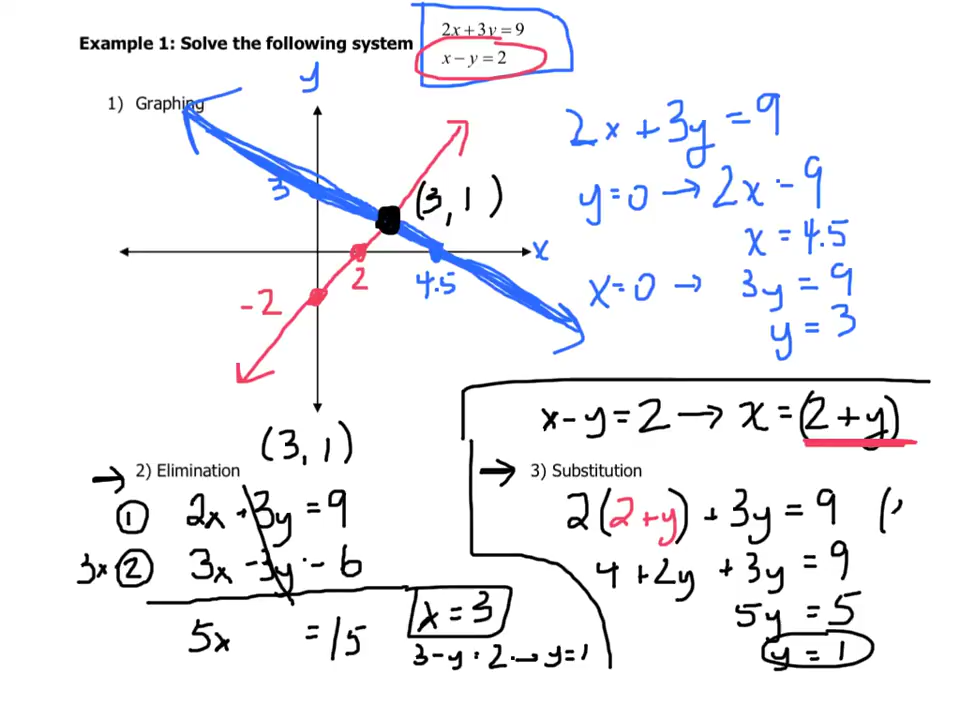 Example 1: Solve the following system
2x + 3y = 9
x − y = 2
1) Graphing
y
x
3
(3, 1)
2
4.5
-2
2x + 3y = 9
y = 0 → 2x - 9
x = 4.5
x = 0 → 3y = 9
y = 3
(3, 1)
2) Elimination
① 2x + 3y = 9
3x ② 3x - 3y - 6
5x = 15
x = 3
3 - y = 2 → y = 1
x - y = 2 → x = (2 + y)
3) Substitution
2(2 + y) + 3y = 9 (
4 + 2y + 3y = 9
5y = 5
y = 1